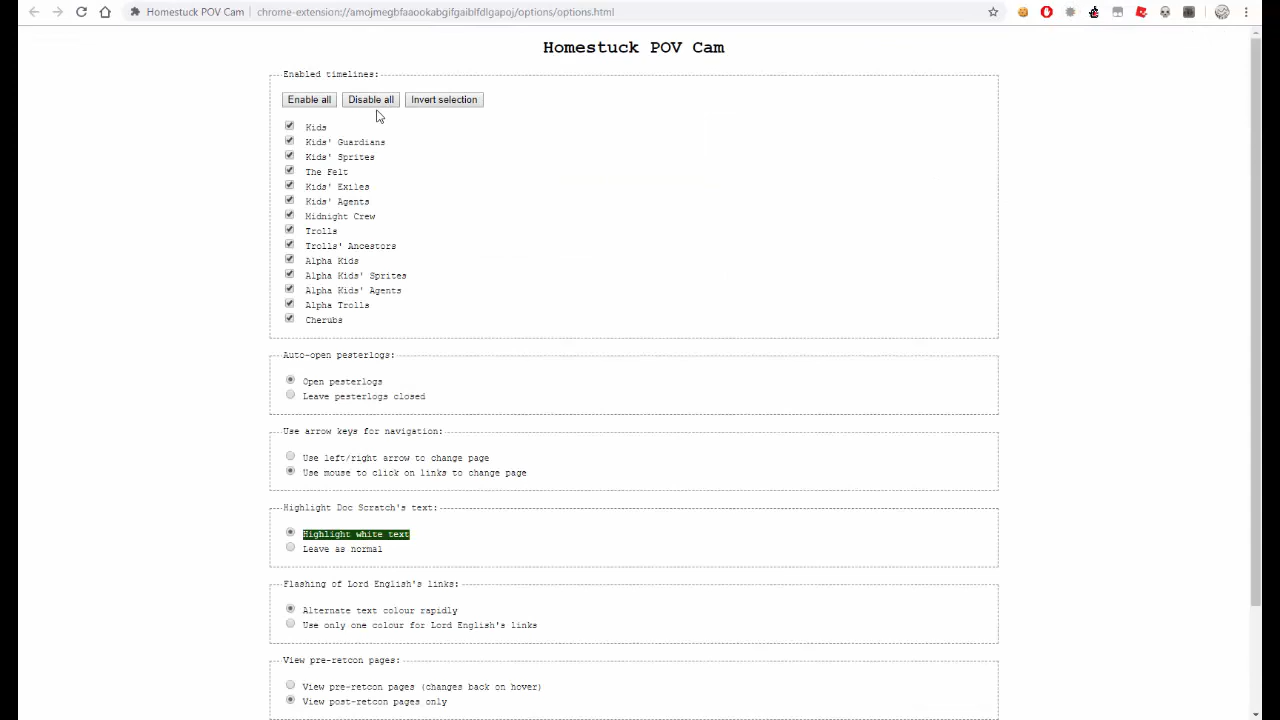 Homestuck POV Cam | chrome-extension://amojmegbfaaookabgifgaiblfdlgapoj/options/options.html
Homestuck POV Cam
Enabled timelines:
Enable all Disable all Invert selection
Kids
Kids' Guardians
Kids' Sprites
The Felt
Kids' Exiles
Kids' Agents
Midnight Crew
Trolls
Trolls' Ancestors
Alpha Kids
Alpha Kids' Sprites
Alpha Kids' Agents
Alpha Trolls
Cherubs
Auto-open pesterlogs:
Open pesterlogs
Leave pesterlogs closed
Use arrow keys for navigation:
Use left/right arrow to change page
Use mouse to click on links to change page
Highlight Doc Scratch's text:
Highlight white text
Leave as normal
Flashing of Lord English's links:
Alternate text colour rapidly
Use only one colour for Lord English's links
View pre-retcon pages:
View pre-retcon pages (changes back on hover)
View post-retcon pages only